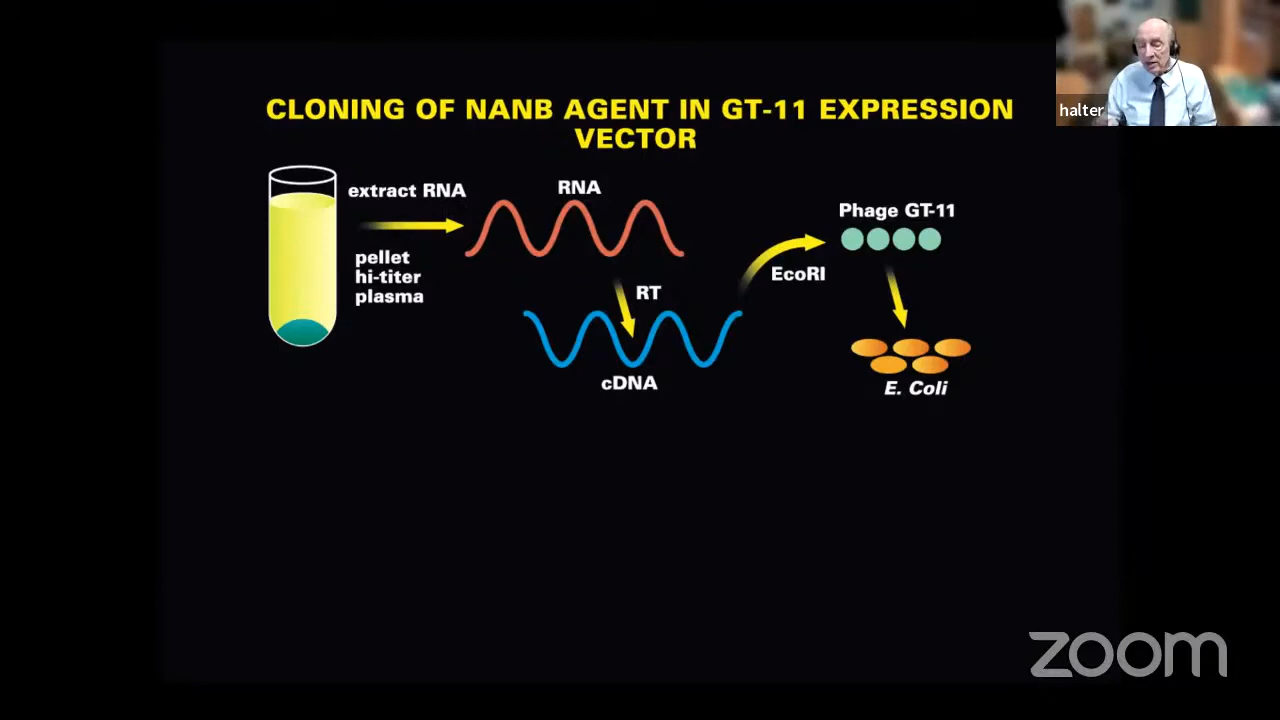 CLONING OF NANB AGENT IN GT-11 EXPRESSION
VECTOR
halter
extract RNA
RNA
pellet
hi-titer
plasma
RT
cDNA
EcoRI
Phage GT-11
E. Coli
zoom